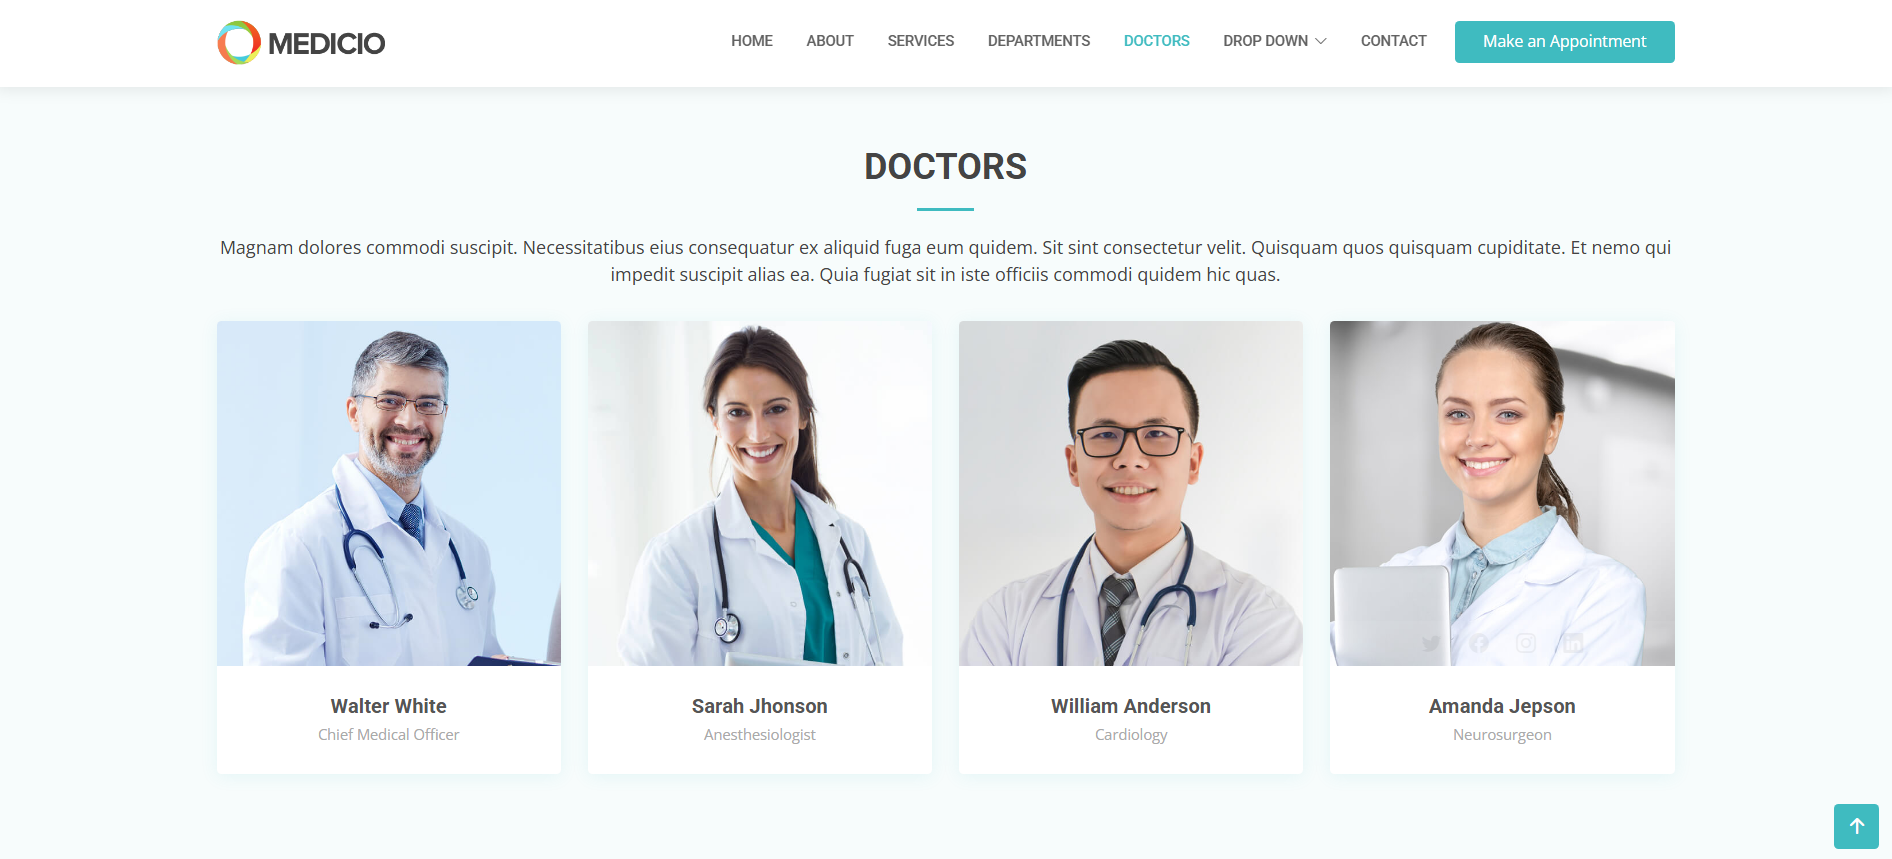 MEDICIO
HOME ABOUT SERVICES DEPARTMENTS DOCTORS DROP DOWN CONTACT Make an Appointment
DOCTORS
Magnam dolores commodi suscipit. Necessitatibus eius consequatur ex aliquid fuga eum quidem. Sit sint consectetur velit. Quisquam quos quisquam cupiditate. Et nemo qui
impedit suscipit alias ea. Quia fugiat sit in iste officiis commodi quidem hic quas.
Walter White
Chief Medical Officer
Sarah Jhonson
Anesthesiologist
William Anderson
Cardiology
Amanda Jepson
Neurosurgeon